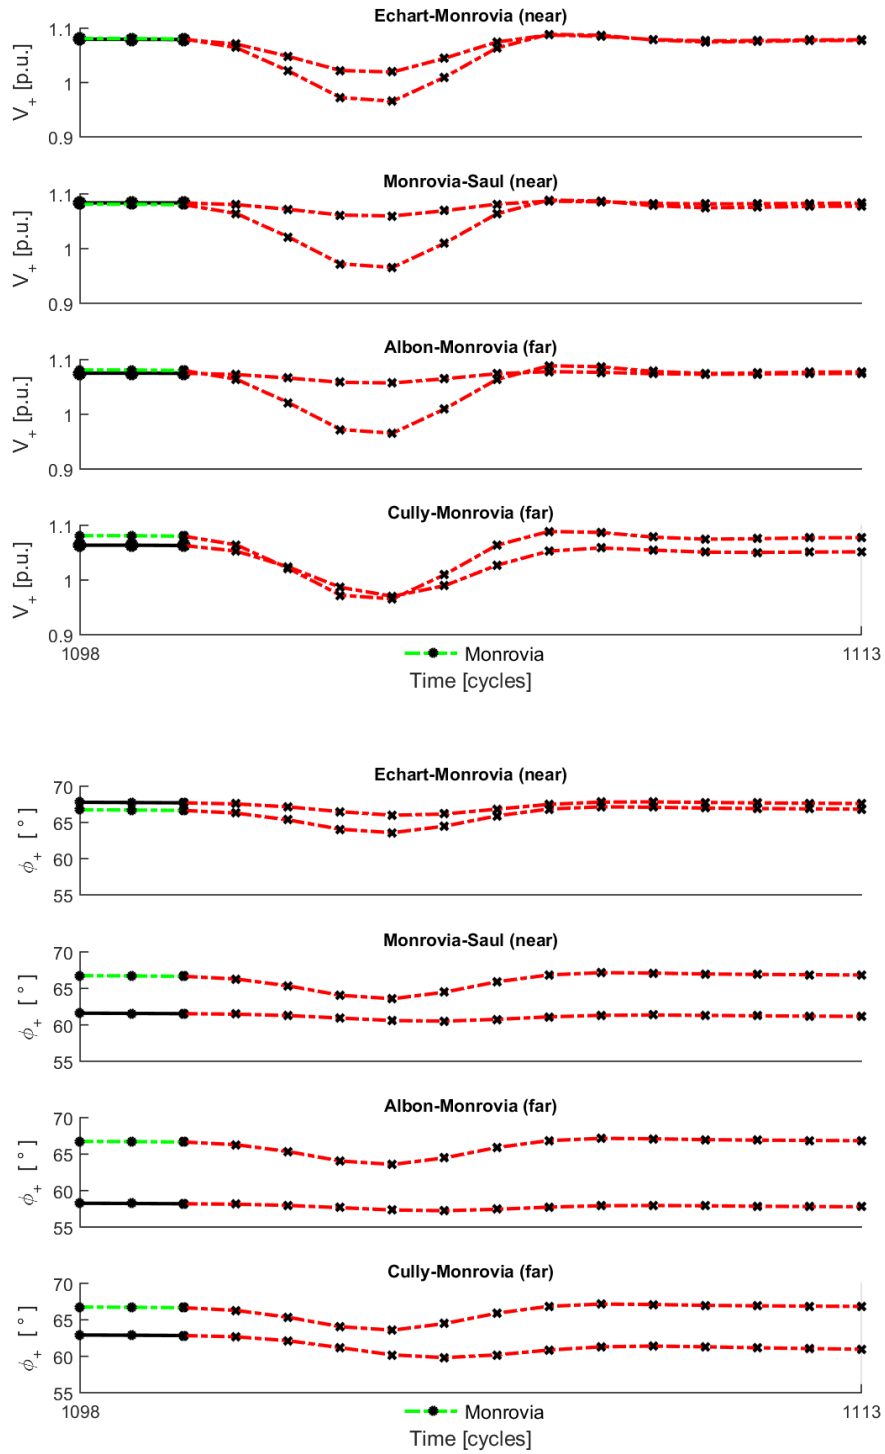 Echart-Monrovia (near)
V+ [p.u.]
1.1
1
0.9
Monrovia-Saul (near)
V+ [p.u.]
1.1
1
0.9
Albon-Monrovia (far)
V+ [p.u.]
1.1
1
0.9
Cully-Monrovia (far)
V+ [p.u.]
1.1
1
0.9
1098
Monrovia
1113
Time [cycles]
Echart-Monrovia (near)
ϕ+ [°]
70
65
60
55
Monrovia-Saul (near)
ϕ+ [°]
70
65
60
55
Albon-Monrovia (far)
ϕ+ [°]
70
65
60
55
Cully-Monrovia (far)
ϕ+ [°]
70
65
60
55
1098
Monrovia
1113
Time [cycles]